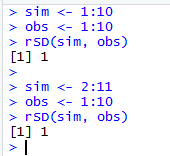 > sim <- 1:10
> obs <- 1:10
> rSD(sim, obs)
[1] 1
>
> sim <- 2:11
> obs <- 1:10
> rSD(sim, obs)
[1] 1
>